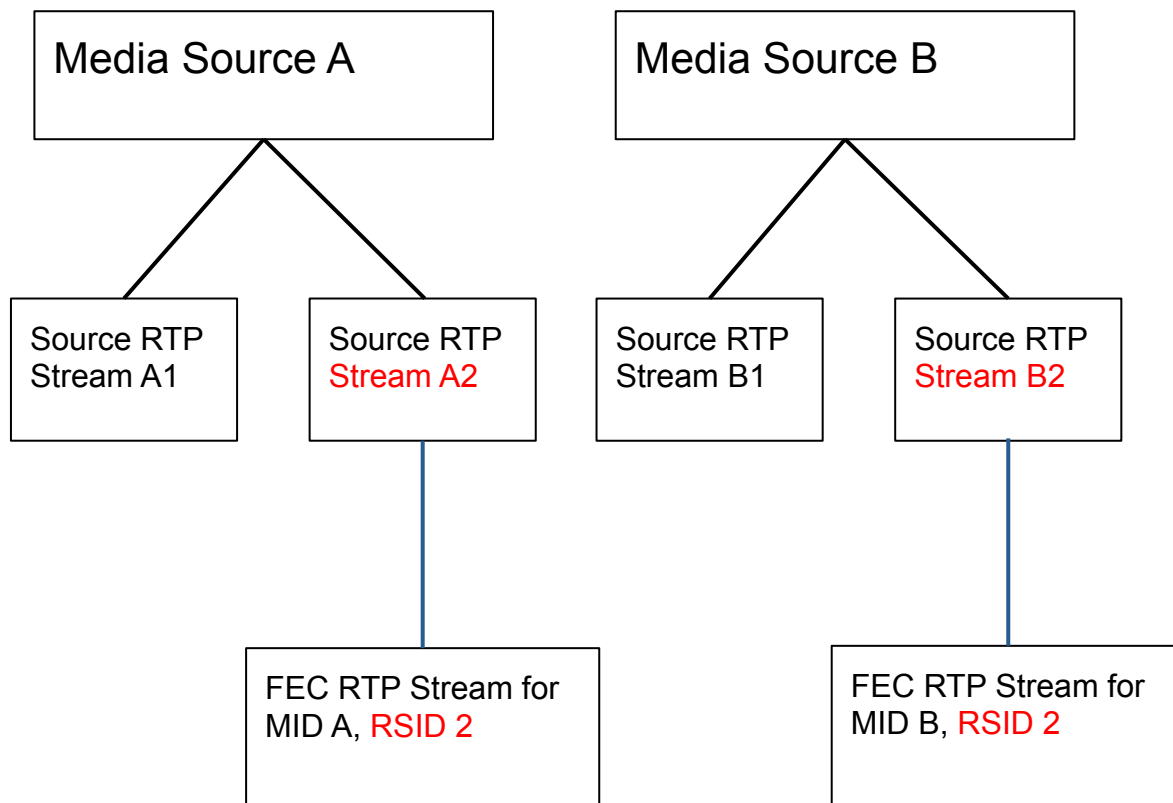 Media Source A
Media Source B
Source RTP
Stream A1
Source RTP
Stream A2
Source RTP
Stream B1
Source RTP
Stream B2
FEC RTP Stream for
MID A, RSID 2
FEC RTP Stream for
MID B, RSID 2